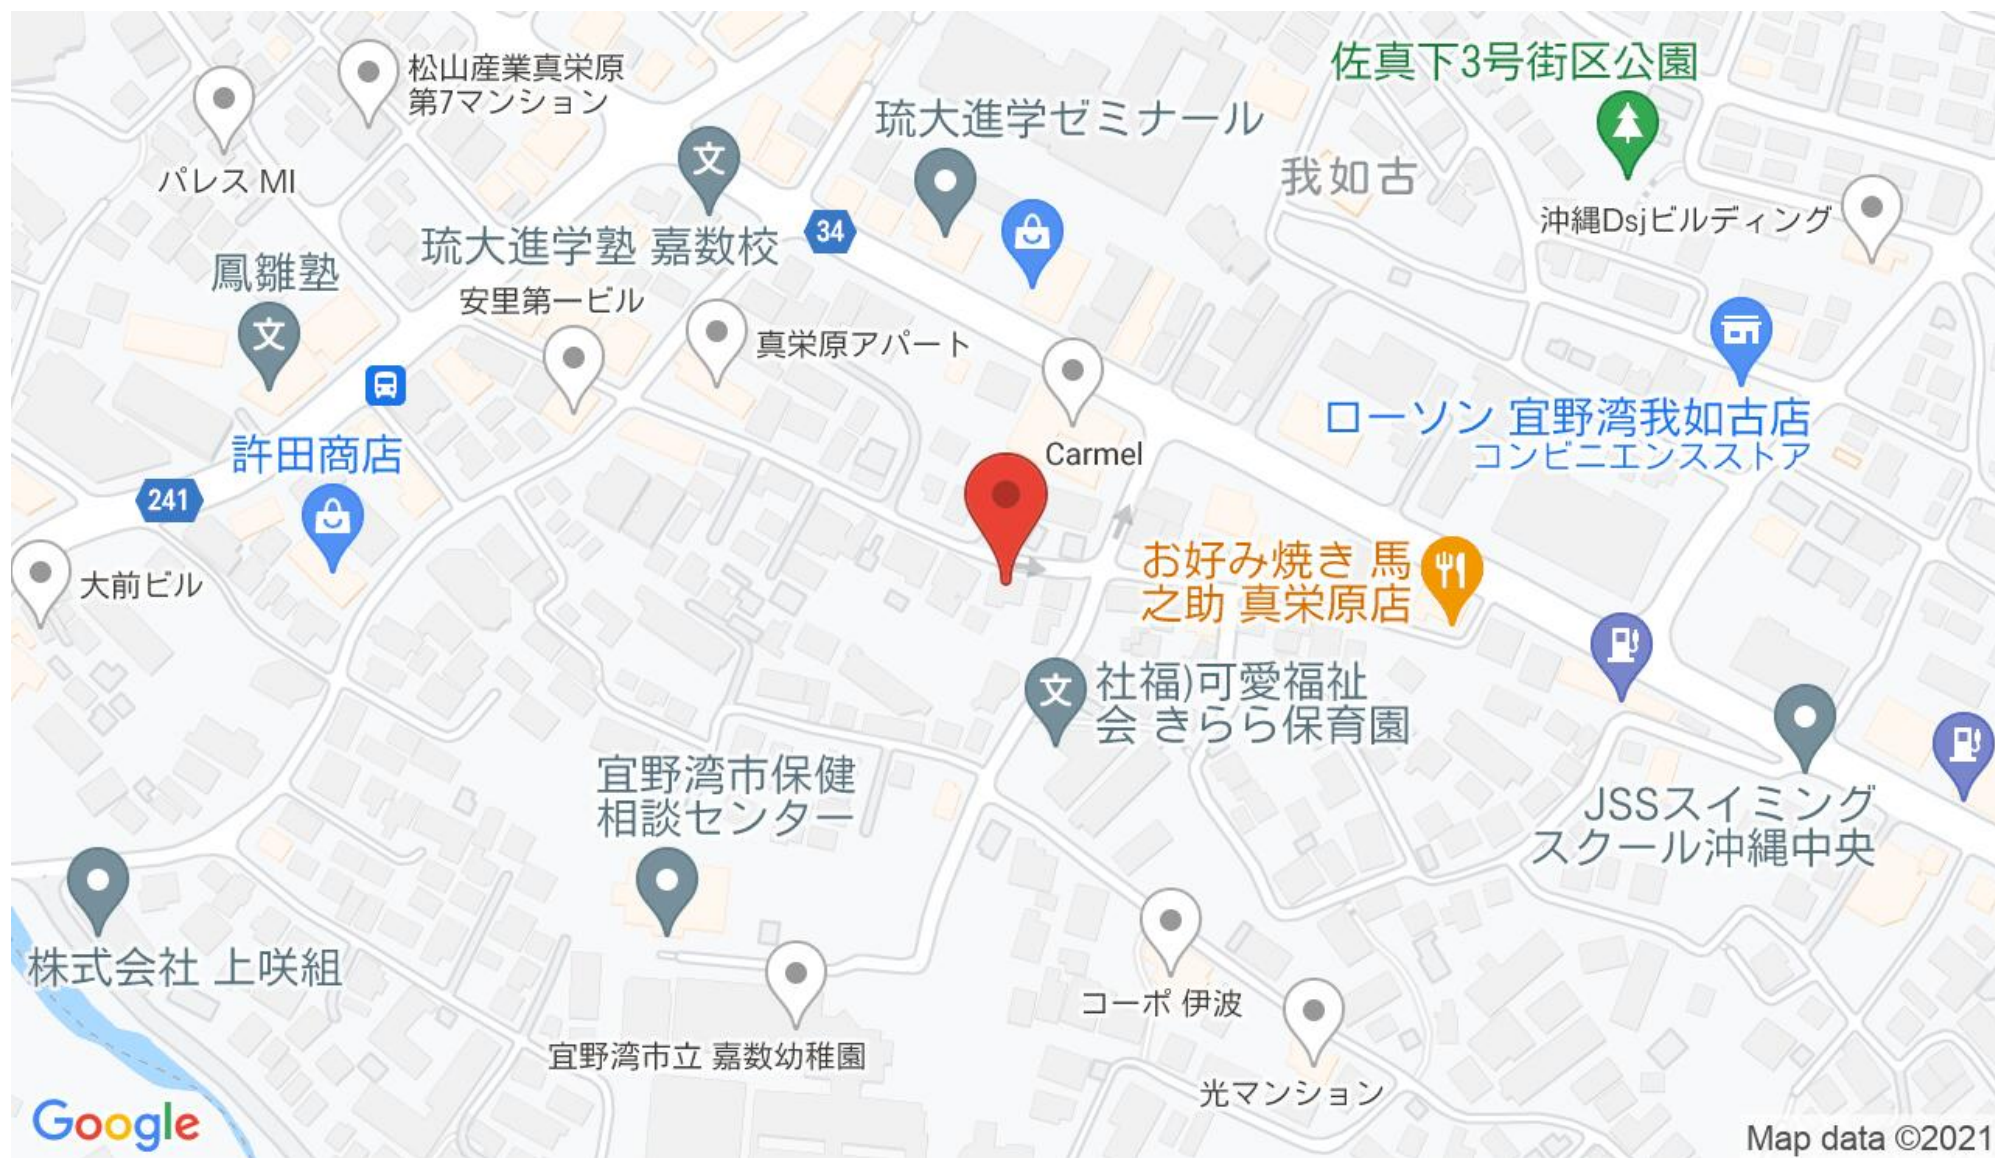 松山産業真栄原
第7マンション
佐真下3号街区公園
琉大進学ゼミナール
文
パレス MI
我如古
沖縄Dsjビルディング
34
琉大進学塾 嘉数校
鳳雛塾
安里第一ビル
文
真栄原アパート
ローソン 宜野湾我如古店
コンビニエンスストア
許田商店
Carmel
241
大前ビル
お好み焼き 馬
之助 真栄原店
文
社福)可愛福祉
会 きらら保育園
宜野湾市保健
相談センター
JSSスイミング
スクール沖縄中央
株式会社 上咲組
コーポ 伊波
宜野湾市立 嘉数幼稚園
光マンション
Google
Map data ©2021